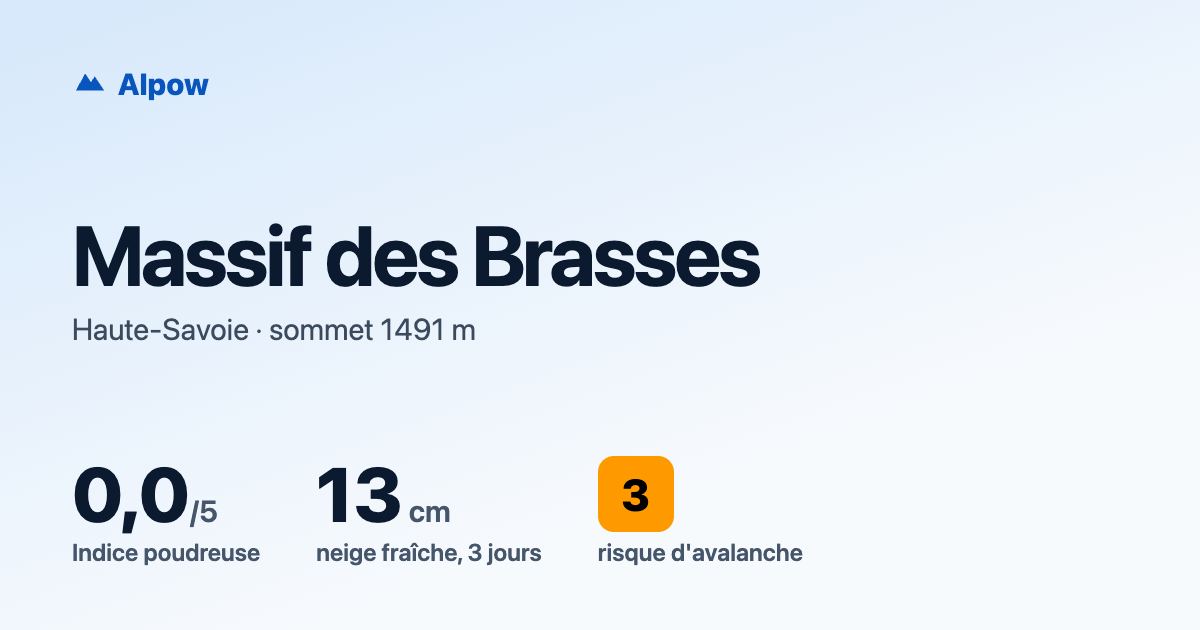 Alpow
Massif des Brasses
Haute-Savoie · sommet 1491 m
0,0/5
Indice poudreuse
13 cm
neige fraîche, 3 jours
3
risque d'avalanche